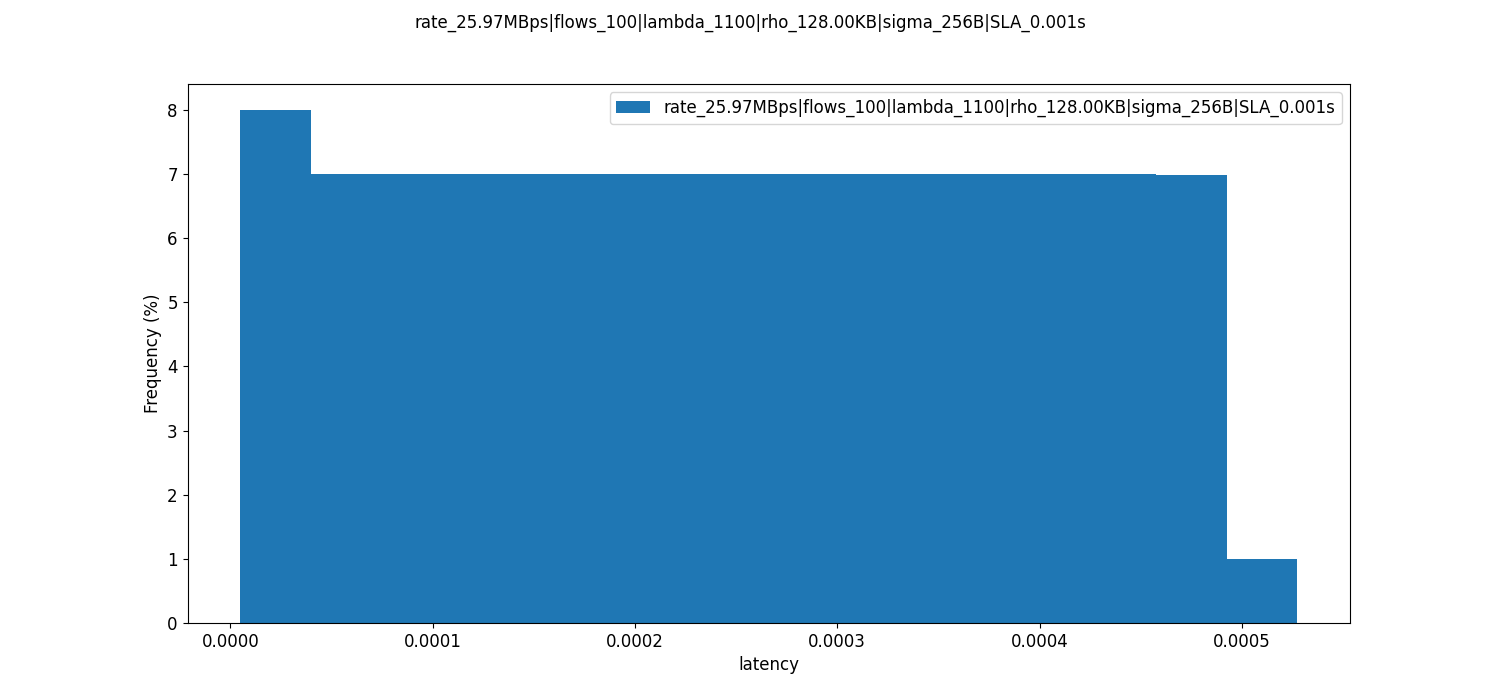 rate_25.97MBps|flows_100|lambda_1100|rho_128.00KB|sigma_256B|SLA_0.001s
rate_25.97MBps|flows_100|lambda_1100|rho_128.00KB|sigma_256B|SLA_0.001s
Frequency (%)
8
7
6
5
4
3
2
1
0
0.0000 0.0001 0.0002 0.0003 0.0004 0.0005
latency